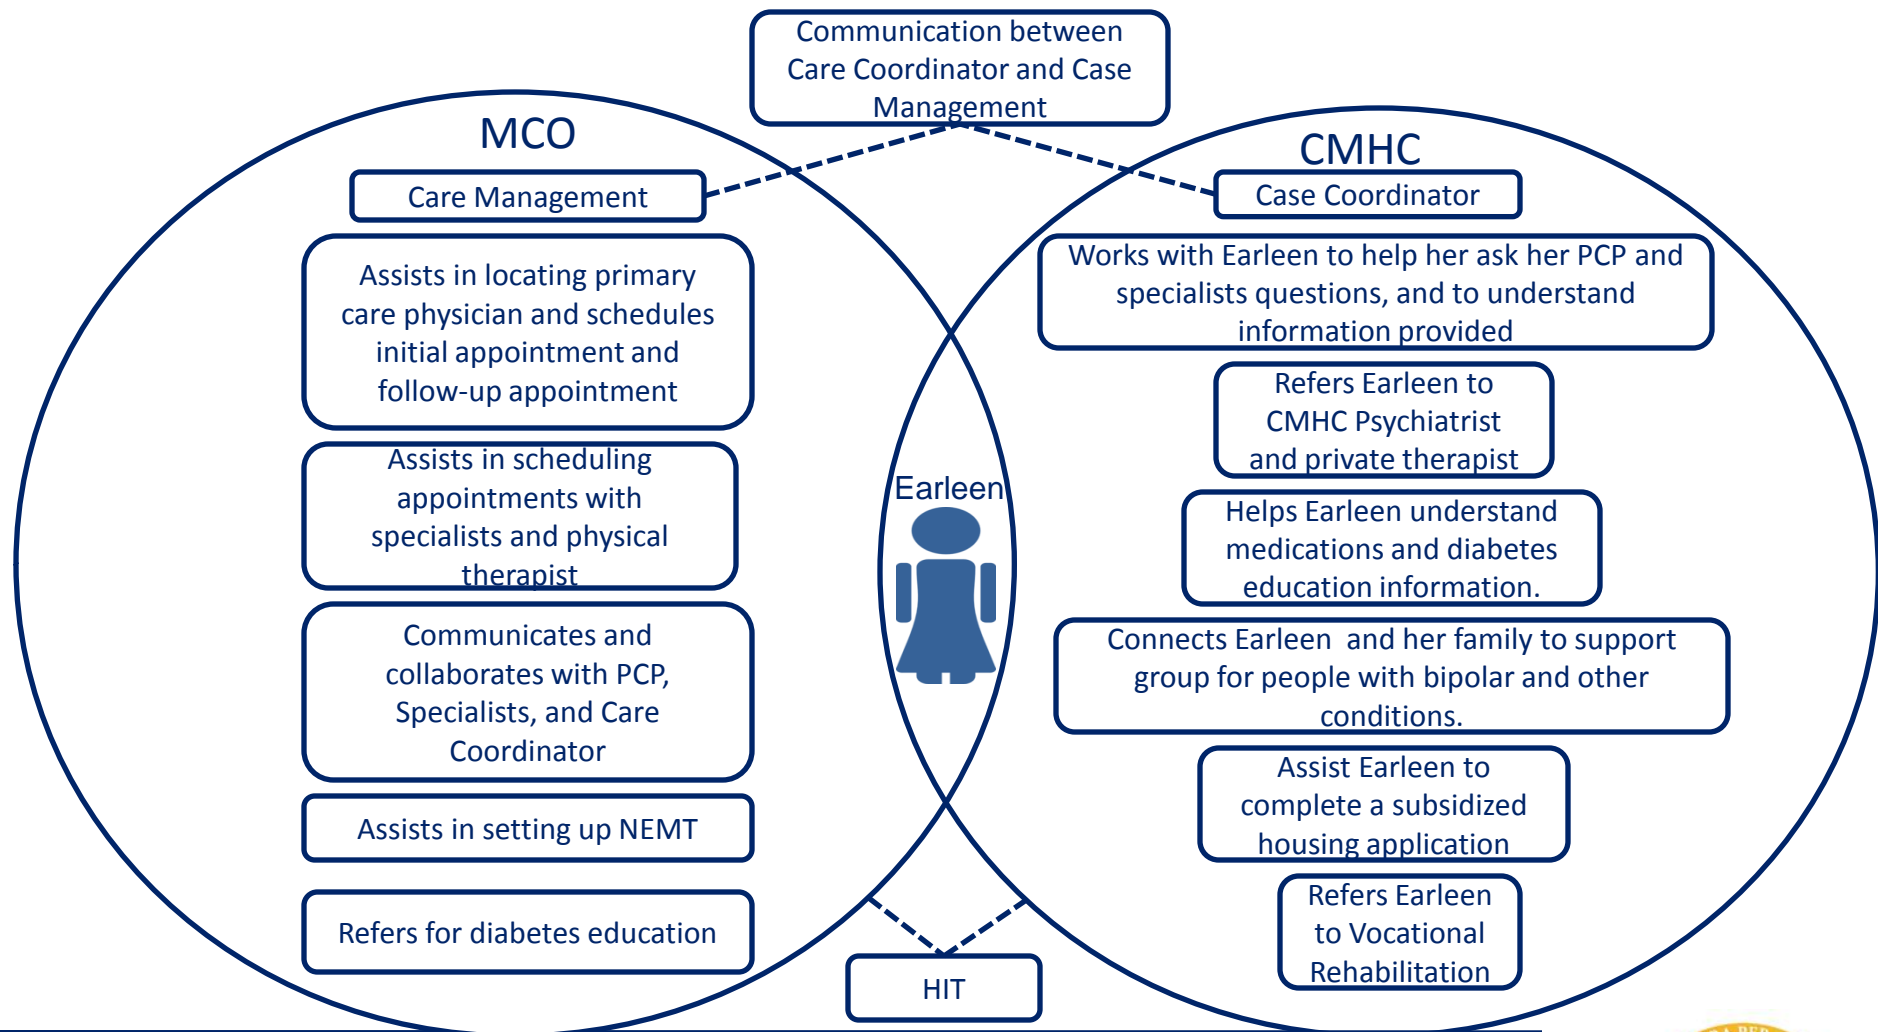 Communication between
Care Coordinator and Case
Management
MCO
Care Management
Assists in locating primary
care physician and schedules
initial appointment and
follow-up appointment
Assists in scheduling
appointments with
specialists and physical
therapist
Communicates and
collaborates with PCP,
Specialists, and Care
Coordinator
Assists in setting up NEMT
Refers for diabetes education
Earleen
HIT
CMHC
Case Coordinator
Works with Earleen to help her ask her PCP and
specialists questions, and to understand
information provided
Refers Earleen to
CMHC Psychiatrist
and private therapist
Helps Earleen understand
medications and diabetes
education information.
Connects Earleen  and her family to support
group for people with bipolar and other
conditions.
Assist Earleen to
complete a subsidized
housing application
Refers Earleen
to Vocational
Rehabilitation